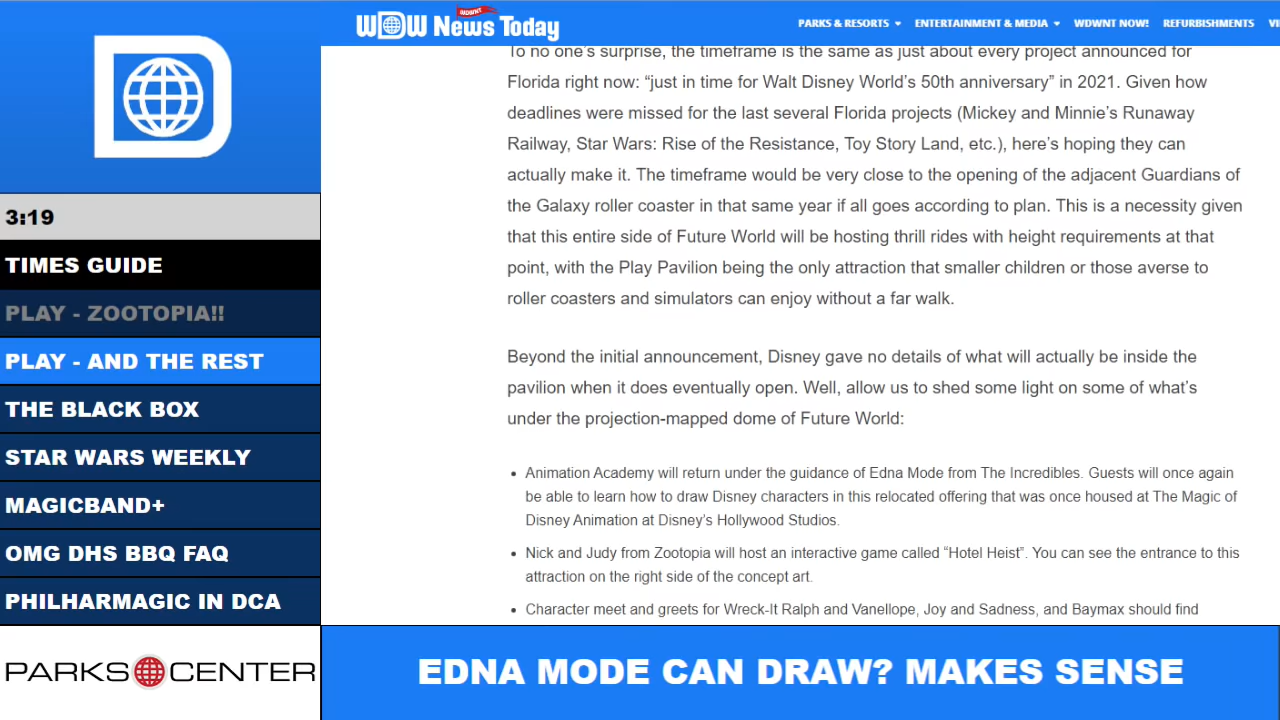 WDWNT
WDW News Today
PARKS & RESORTS
ENTERTAINMENT & MEDIA
WDWNT NOW!
REFURBISHMENTS
3:19
TIMES GUIDE
PLAY - ZOOTOPIA!!
PLAY - AND THE REST
THE BLACK BOX
STAR WARS WEEKLY
MAGICBAND+
OMG DHS BBQ FAQ
PHILHARMAGIC IN DCA
PARKS CENTER
To no one's surprise, the timeframe is the same as just about every project announced for
Florida right now: “just in time for Walt Disney World's 50th anniversary” in 2021. Given how
deadlines were missed for the last several Florida projects (Mickey and Minnie's Runaway
Railway, Star Wars: Rise of the Resistance, Toy Story Land, etc.), here's hoping they can
actually make it. The timeframe would be very close to the opening of the adjacent Guardians of
the Galaxy roller coaster in that same year if all goes according to plan. This is a necessity given
that this entire side of Future World will be hosting thrill rides with height requirements at that
point, with the Play Pavilion being the only attraction that smaller children or those averse to
roller coasters and simulators can enjoy without a far walk.
Beyond the initial announcement, Disney gave no details of what will actually be inside the
pavilion when it does eventually open. Well, allow us to shed some light on some of what's
under the projection-mapped dome of Future World:
• Animation Academy will return under the guidance of Edna Mode from The Incredibles. Guests will once again
be able to learn how to draw Disney characters in this relocated offering that was once housed at The Magic of
Disney Animation at Disney's Hollywood Studios.
• Nick and Judy from Zootopia will host an interactive game called “Hotel Heist”. You can see the entrance to this
attraction on the right side of the concept art.
• Character meet and greets for Wreck-It Ralph and Vanellope, Joy and Sadness, and Baymax should find
EDNA MODE CAN DRAW? MAKES SENSE